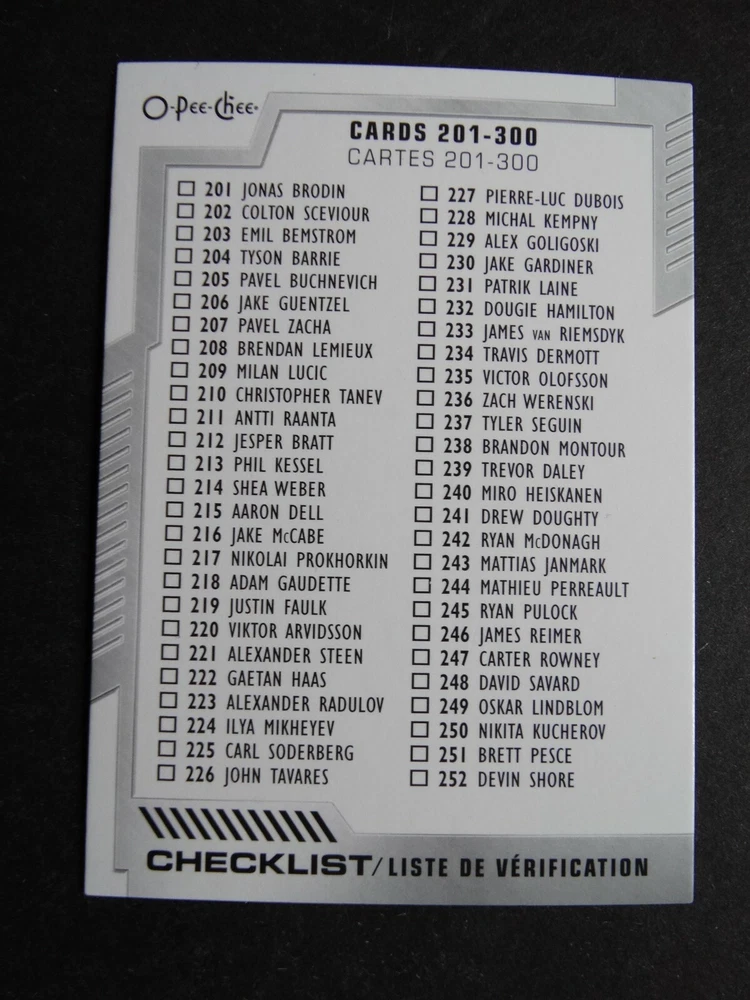 O-Pee-Chee
CARDS 201-300
CARTES 201-300
201 JONAS BRODIN
202 COLTON SCEVIOUR
203 EMIL BEMSTROM
204 TYSON BARRIE
205 PAVEL BUCHNEVICH
206 JAKE GUENTZEL
207 PAVEL ZACHA
208 BRENDAN LEMIEUX
209 MILAN LUCIC
210 CHRISTOPHER TANEV
211 ANTTI RAANTA
212 JESPER BRATT
213 PHIL KESSEL
214 SHEA WEBER
215 AARON DELL
216 JAKE McCABE
217 NIKOLAI PROKHORKIN
218 ADAM GAUDETTE
219 JUSTIN FAULK
220 VIKTOR ARVIDSSON
221 ALEXANDER STEEN
222 GAETAN HAAS
223 ALEXANDER RADULOV
224 ILYA MIKHEYEV
225 CARL SODERBERG
226 JOHN TAVARES
227 PIERRE-LUC DUBOIS
228 MICHAL KEMPNY
229 ALEX GOLIGOSKI
230 JAKE GARDINER
231 PATRIK LAINE
232 DOUGIE HAMILTON
233 JAMES VAN RIEMSDYK
234 TRAVIS DERMOTT
235 VICTOR OLOFSSON
236 ZACH WERENSKI
237 TYLER SEGUIN
238 BRANDON MONTOUR
239 TREVOR DALEY
240 MIRO HEISKANEN
241 DREW DOUGHTY
242 RYAN McDONAGH
243 MATTIAS JANMARK
244 MATHIEU PERREAULT
245 RYAN PULOCK
246 JAMES REIMER
247 CARTER ROWNEY
248 DAVID SAVARD
249 OSKAR LINDBLOM
250 NIKITA KUCHEROV
251 BRETT PESCE
252 DEVIN SHORE
CHECKLIST/LISTE DE VÉRIFICATION